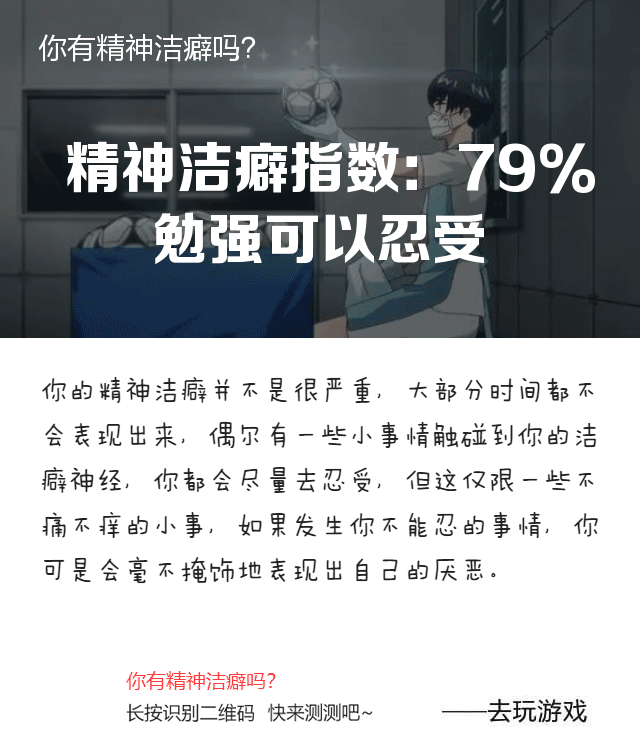 你有精神洁癖吗?
精神洁癖指数: 79%
勉强可以忍受
你的精神洁癖并不是很严重, 大部分时间都不
会表现出来, 偶尔有一些小事情触碰到你的洁
癖神经, 你都会尽量去忍受, 但这仅限一些不
痛不痒的小事, 如果发生你不能忍的事情, 你
可是会毫不掩饰地表现出自己的厌恶。
你有精神洁癖吗?
长按识别二维码 快来测测吧~
——去玩游戏